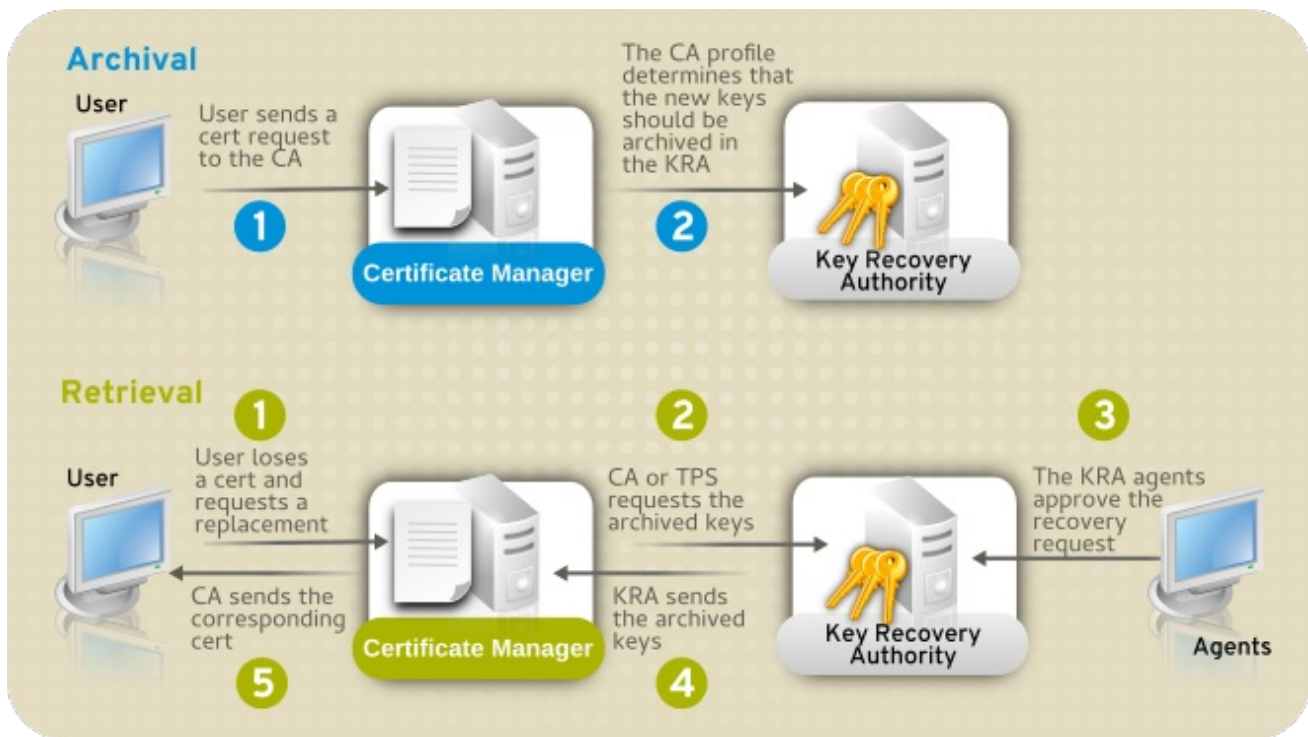 Archival
User
User sends a
cert request
to the CA
1
Certificate Manager
The CA profile
determines that
the new keys
should be
archived in
the KRA
2
Key Recovery
Authority
Retrieval
1
2
3
User
User loses
a cert and
requests a
replacement
CA sends the
corresponding
cert
5
Certificate Manager
CA or TPS
requests the
archived keys
KRA sends
the archived
keys
4
Key Recovery
Authority
The KRA agents
approve the
recovery
request
Agents